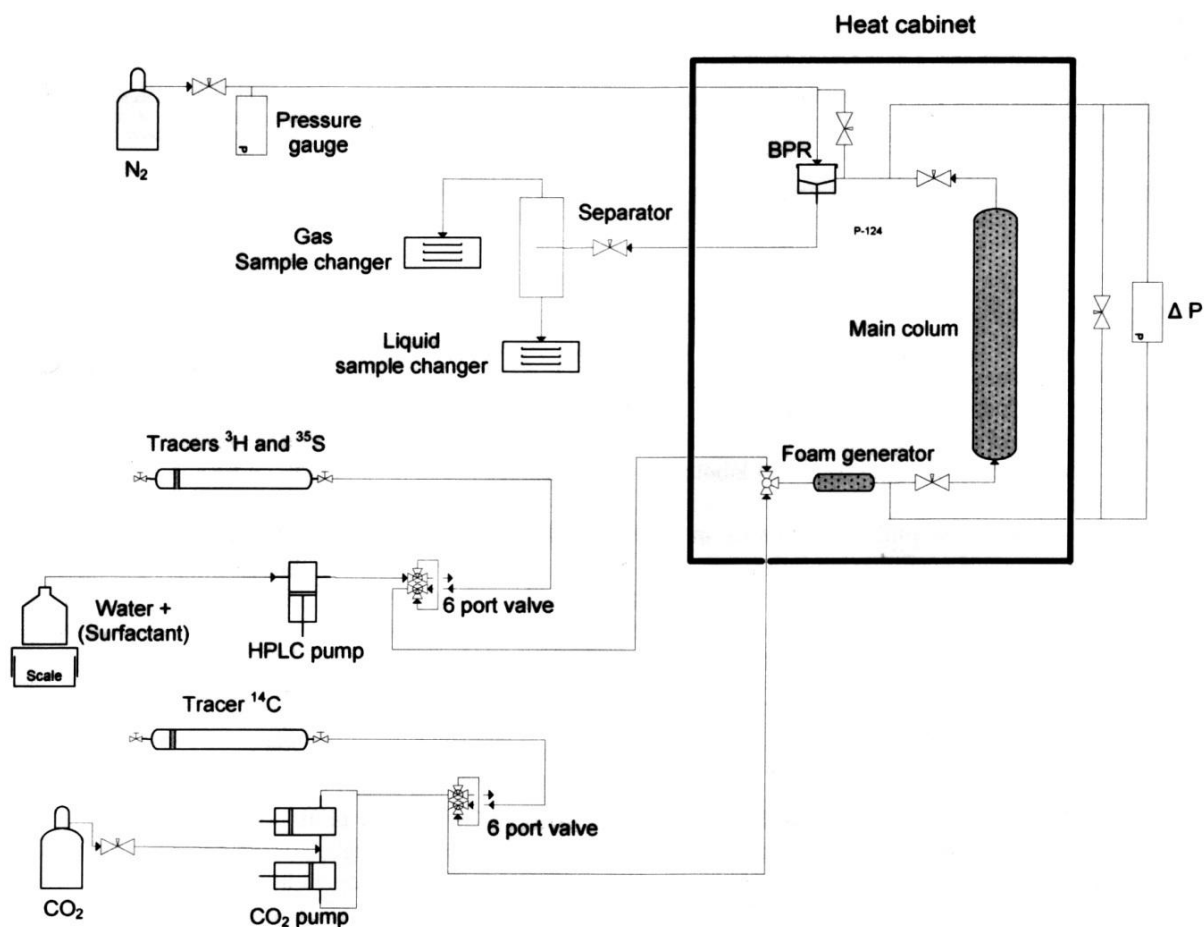 Heat cabinet
N₂
P
Pressure
gauge
BPR
Separator
P-124
Gas
Sample changer
Main colum
P
Δ P
Liquid
sample changer
Tracers ³H and ³⁵S
Foam generator
Water +
(Surfactant)
Scale
HPLC pump
6 port valve
Tracer ¹⁴C
6 port valve
CO₂
CO₂ pump